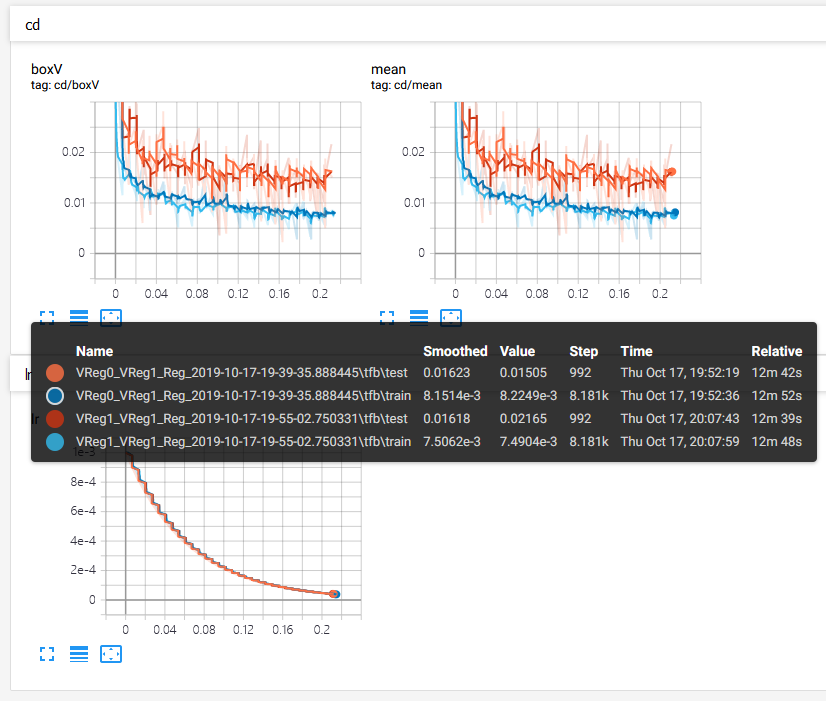 cd
boxV
tag: cd/boxV
0.02
0.01
0
0 0.04 0.08 0.12 0.16 0.2
mean
tag: cd/mean
0.02
0.01
0
0 0.04 0.08 0.12 0.16 0.2
Name Smoothed Value Step Time Relative
VReg0_VReg1_Reg_2019-10-17-19-39-35.888445\tfb\test 0.01623 0.01505 992 Thu Oct 17, 19:52:19 12m 42s
VReg0_VReg1_Reg_2019-10-17-19-39-35.888445\tfb\train 8.1514e-3 8.2249e-3 8.181k Thu Oct 17, 19:52:36 12m 52s
VReg1_VReg1_Reg_2019-10-17-19-55-02.750331\tfb\test 0.01618 0.02165 992 Thu Oct 17, 20:07:43 12m 39s
VReg1_VReg1_Reg_2019-10-17-19-55-02.750331\tfb\train 7.5062e-3 7.4904e-3 8.181k Thu Oct 17, 20:07:59 12m 48s
lr
1e-3
8e-4
6e-4
4e-4
2e-4
0
0 0.04 0.08 0.12 0.16 0.2